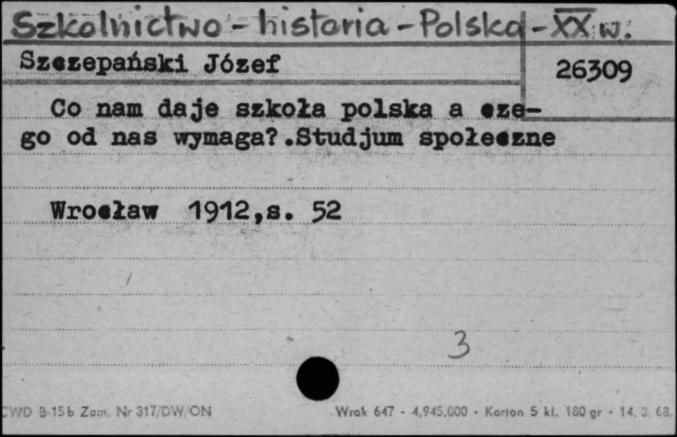 Szkolnictwo - historia - Polska - XX w.
Szczepański Józef
26309
Co nam daje szkoła polska a cze-
go od nas wymaga?.Studjum społeczne
Wrocław 1912,s. 52
3
CWD B-15b Zam. Nr 317/DW/ON
Wrok 647 - 4.945.000 - Karton 5 kl. 180 gr - 14. 3. 68.